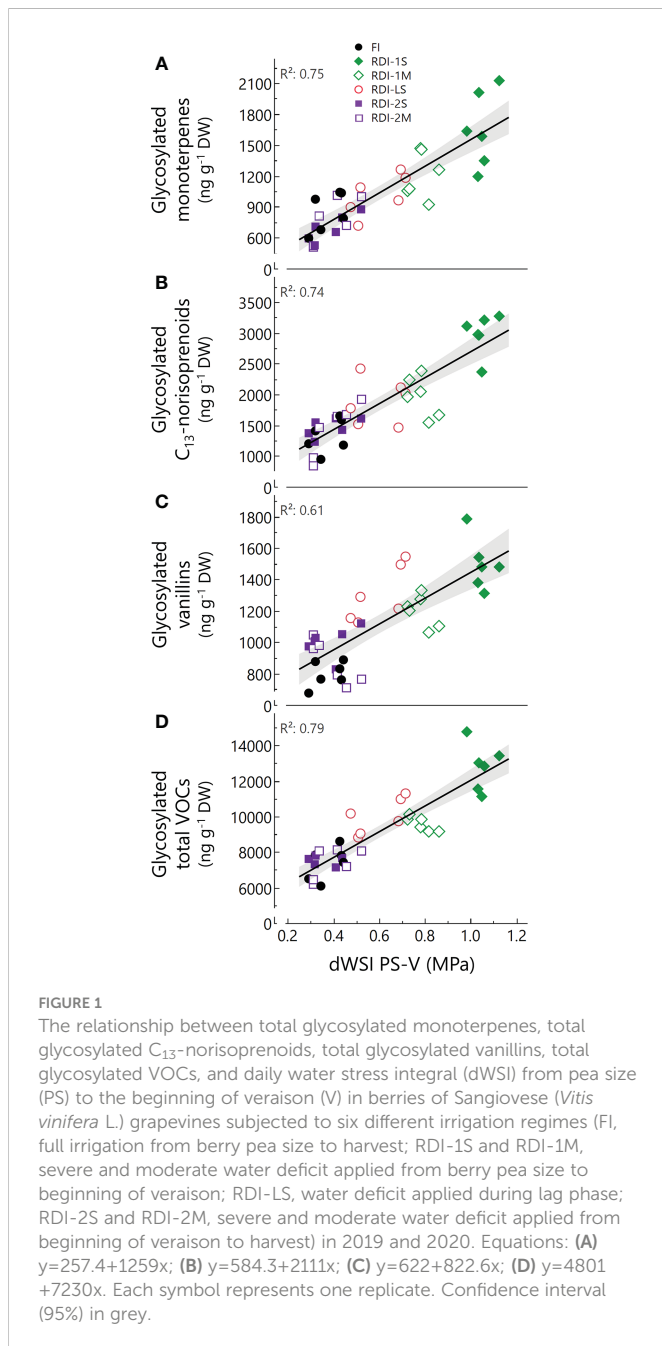 FI
RDI-1S
RDI-1M
RDI-LS
RDI-2S
RDI-2M
A
R²: 0.75
2100
1800
1500
1200
900
600
0
Glycosylated
monoterpenes
(ng g⁻¹ DW)
B
R²: 0.74
3500
3000
2500
2000
1500
1000
0
Glycosylated
C₁₃-norisoprenoids
(ng g⁻¹ DW)
C
R²: 0.61
1800
1600
1400
1200
1000
800
0
Glycosylated
vanillins
(ng g⁻¹ DW)
D
R²: 0.79
14000
12000
10000
8000
6000
0
Glycosylated
total VOCs
(ng g⁻¹ DW)
0.2 0.4 0.6 0.8 1.0 1.2
dWSI PS-V (MPa)
FIGURE 1
The relationship between total glycosylated monoterpenes, total
glycosylated C₁₃-norisoprenoids, total glycosylated vanillins, total
glycosylated VOCs, and daily water stress integral (dWSI) from pea size
(PS) to the beginning of veraison (V) in berries of Sangiovese (Vitis
vinifera L.) grapevines subjected to six different irrigation regimes (FI,
full irrigation from berry pea size to harvest; RDI-1S and RDI-1M,
severe and moderate water deficit applied from berry pea size to
beginning of veraison; RDI-LS, water deficit applied during lag phase;
RDI-2S and RDI-2M, severe and moderate water deficit applied from
beginning of veraison to harvest) in 2019 and 2020. Equations: (A)
y=257.4+1259x; (B) y=584.3+2111x; (C) y=622+822.6x; (D) y=4801
+7230x. Each symbol represents one replicate. Confidence interval
(95%) in grey.